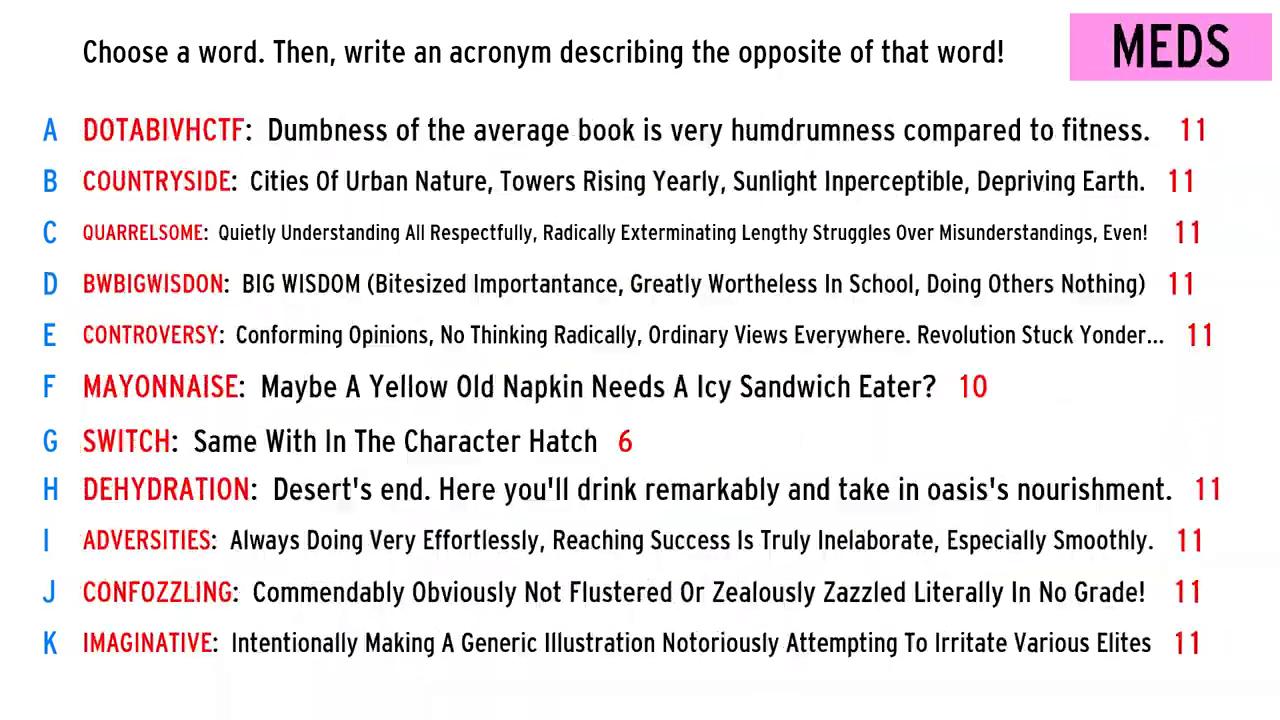 Choose a word. Then, write an acronym describing the opposite of that word!
MEDS
A DOTABIVHCTF: Dumbness of the average book is very humdrumness compared to fitness. 11
B COUNTRYSIDE: Cities Of Urban Nature, Towers Rising Yearly, Sunlight Inperceptible, Depriving Earth. 11
C QUARRELSOME: Quietly Understanding All Respectfully, Radically Exterminating Lengthy Struggles Over Misunderstandings, Even! 11
D BWBIGWISDON: BIG WISDOM (Bitesized Importantance, Greatly Wortheless In School, Doing Others Nothing) 11
E CONTROVERSY: Conforming Opinions, No Thinking Radically, Ordinary Views Everywhere. Revolution Stuck Yonder... 11
F MAYONNAISE: Maybe A Yellow Old Napkin Needs A Icy Sandwich Eater? 10
G SWITCH: Same With In The Character Hatch 6
H DEHYDRATION: Desert's end. Here you'll drink remarkably and take in oasis's nourishment. 11
I ADVERSITIES: Always Doing Very Effortlessly, Reaching Success Is Truly Inelaborate, Especially Smoothly. 11
J CONFOZZLING: Commendably Obviously Not Flustered Or Zealously Zazzled Literally In No Grade! 11
K IMAGINATIVE: Intentionally Making A Generic Illustration Notoriously Attempting To Irritate Various Elites 11